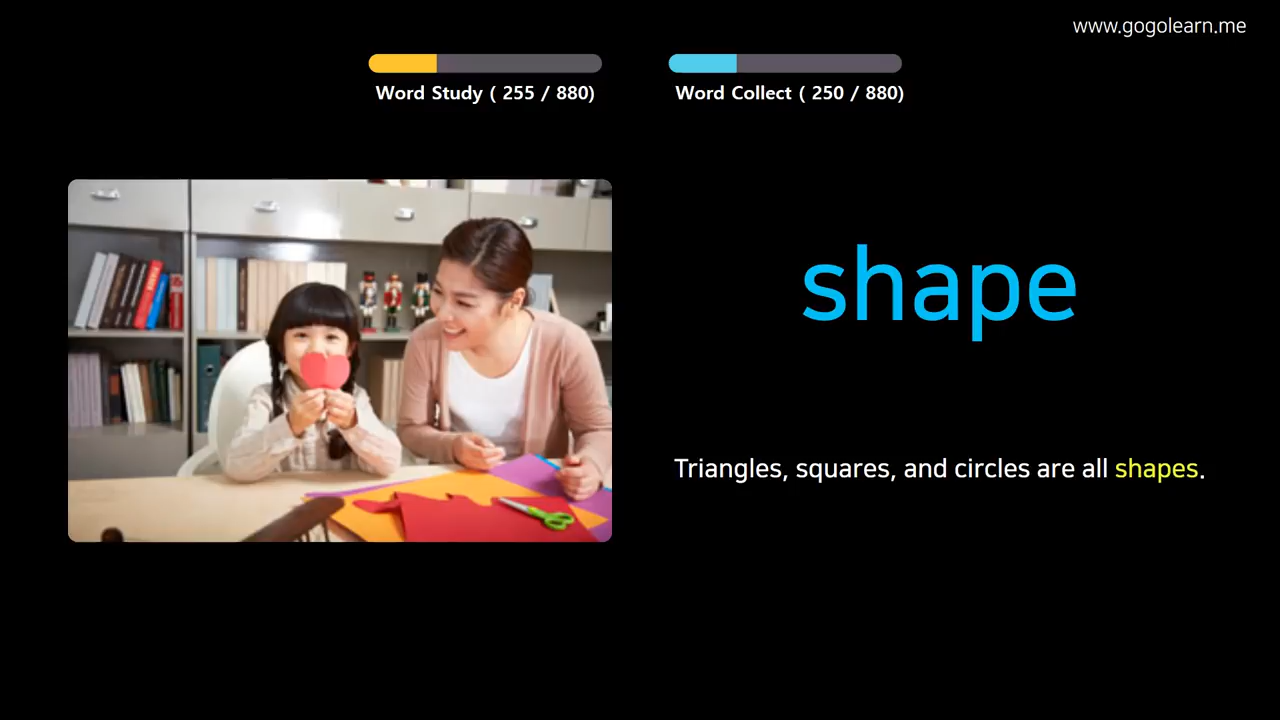 www.gogolearn.me
Word Study ( 255 / 880)
Word Collect ( 250 / 880)
shape
Triangles, squares, and circles are all shapes.